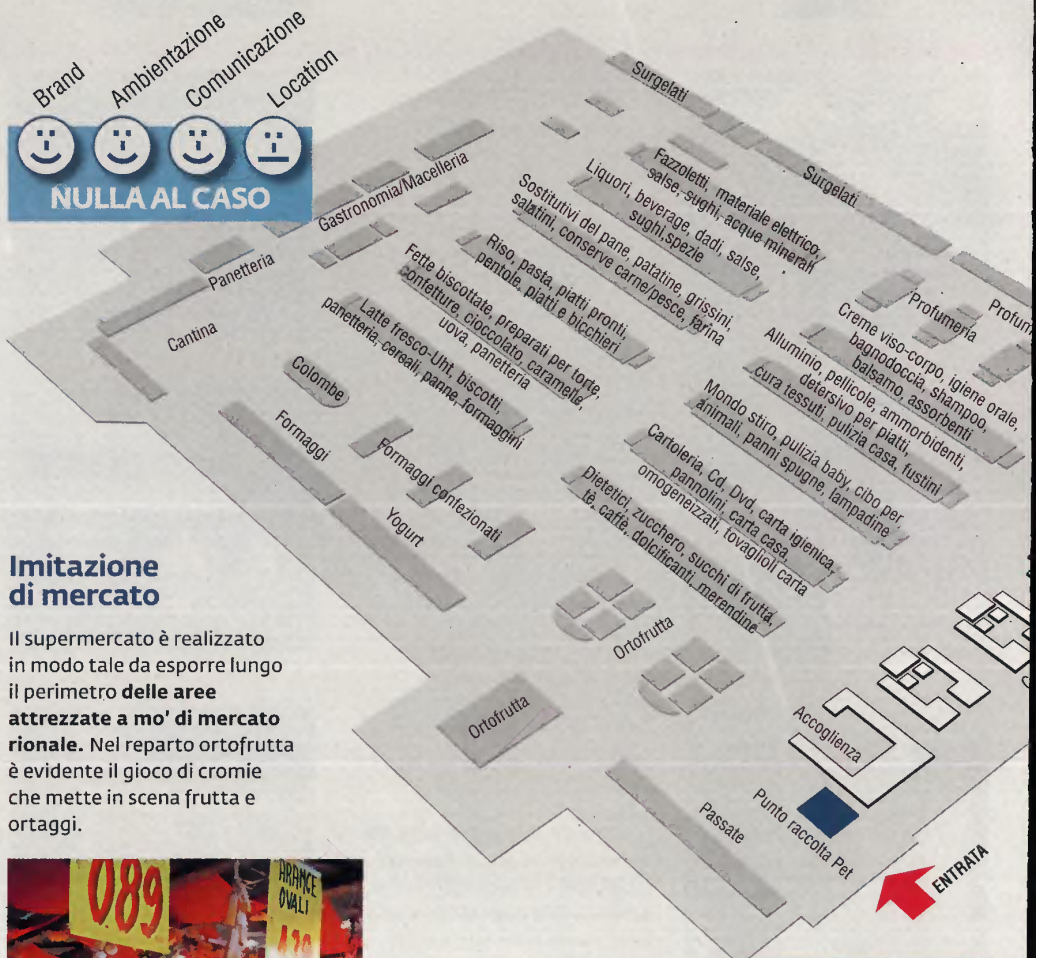 Brand
Ambientazione
Comunicazione
Location
NULLA AL CASO
Surgelati
Surgelati
Gastronomia/Macelleria
Panetteria
Cantina
Fazzoletti, materiale elettrico,
salse, sughi, acque minerali
Liquori, beverage, dadi, salse,
sughi, spezie
Sostitutivi del pane, patatine, grissini,
salatini, conserve carne/pesce, farina
Riso, pasta, piatti pronti,
pentole, piatti e bicchieri
Fette biscottate, preparati per torte,
confetture, cioccolato, caramelle,
uova, panetteria
Latte fresco-Uht, biscotti,
panetteria, cereali, panne, formaggini
Colombe
Formaggi
Formaggi confezionati
Yogurt
Profumeria
Creme viso-corpo, igiene orale,
bagnodoccia, shampoo,
balsamo, assorbenti
Alluminio, pellicole, ammorbidenti,
detersivo per piatti,
cura tessuti, pulizia casa, fustini
Mondo stiro, pulizia baby, cibo per
animali, panni spugne, lampadine
Cartoleria, Cd, Dvd, carta igienica,
pannolini, carta casa,
omogeneizzati, tovaglioli carta
Dietetici, zucchero, succhi di frutta,
tè, caffè, dolcificanti, merendine
Ortofrutta
Ortofrutta
Accoglienza
Punto raccolta Pet
Passate
ENTRATA
Imitazione
di mercato
Il supermercato è realizzato
in modo tale da esporre lungo
il perimetro delle aree
attrezzate a mo' di mercato
rionale. Nel reparto ortofrutta
è evidente il gioco di cromie
che mette in scena frutta e
ortaggi.
089
ARANCE
OVALI